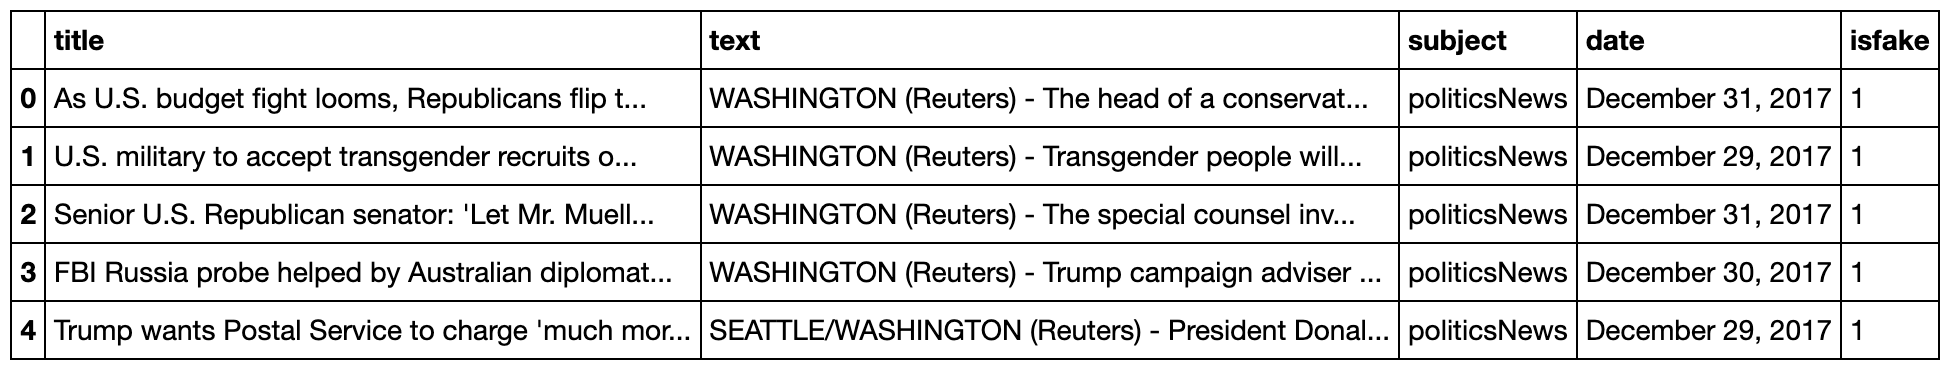 title text subject date isfake
0 As U.S. budget fight looms, Republicans flip t... WASHINGTON (Reuters) - The head of a conservat... politicsNews December 31, 2017 1
1 U.S. military to accept transgender recruits o... WASHINGTON (Reuters) - Transgender people will... politicsNews December 29, 2017 1
2 Senior U.S. Republican senator: 'Let Mr. Muell... WASHINGTON (Reuters) - The special counsel inv... politicsNews December 31, 2017 1
3 FBI Russia probe helped by Australian diplomat... WASHINGTON (Reuters) - Trump campaign adviser ... politicsNews December 30, 2017 1
4 Trump wants Postal Service to charge 'much mor... SEATTLE/WASHINGTON (Reuters) - President Donal... politicsNews December 29, 2017 1